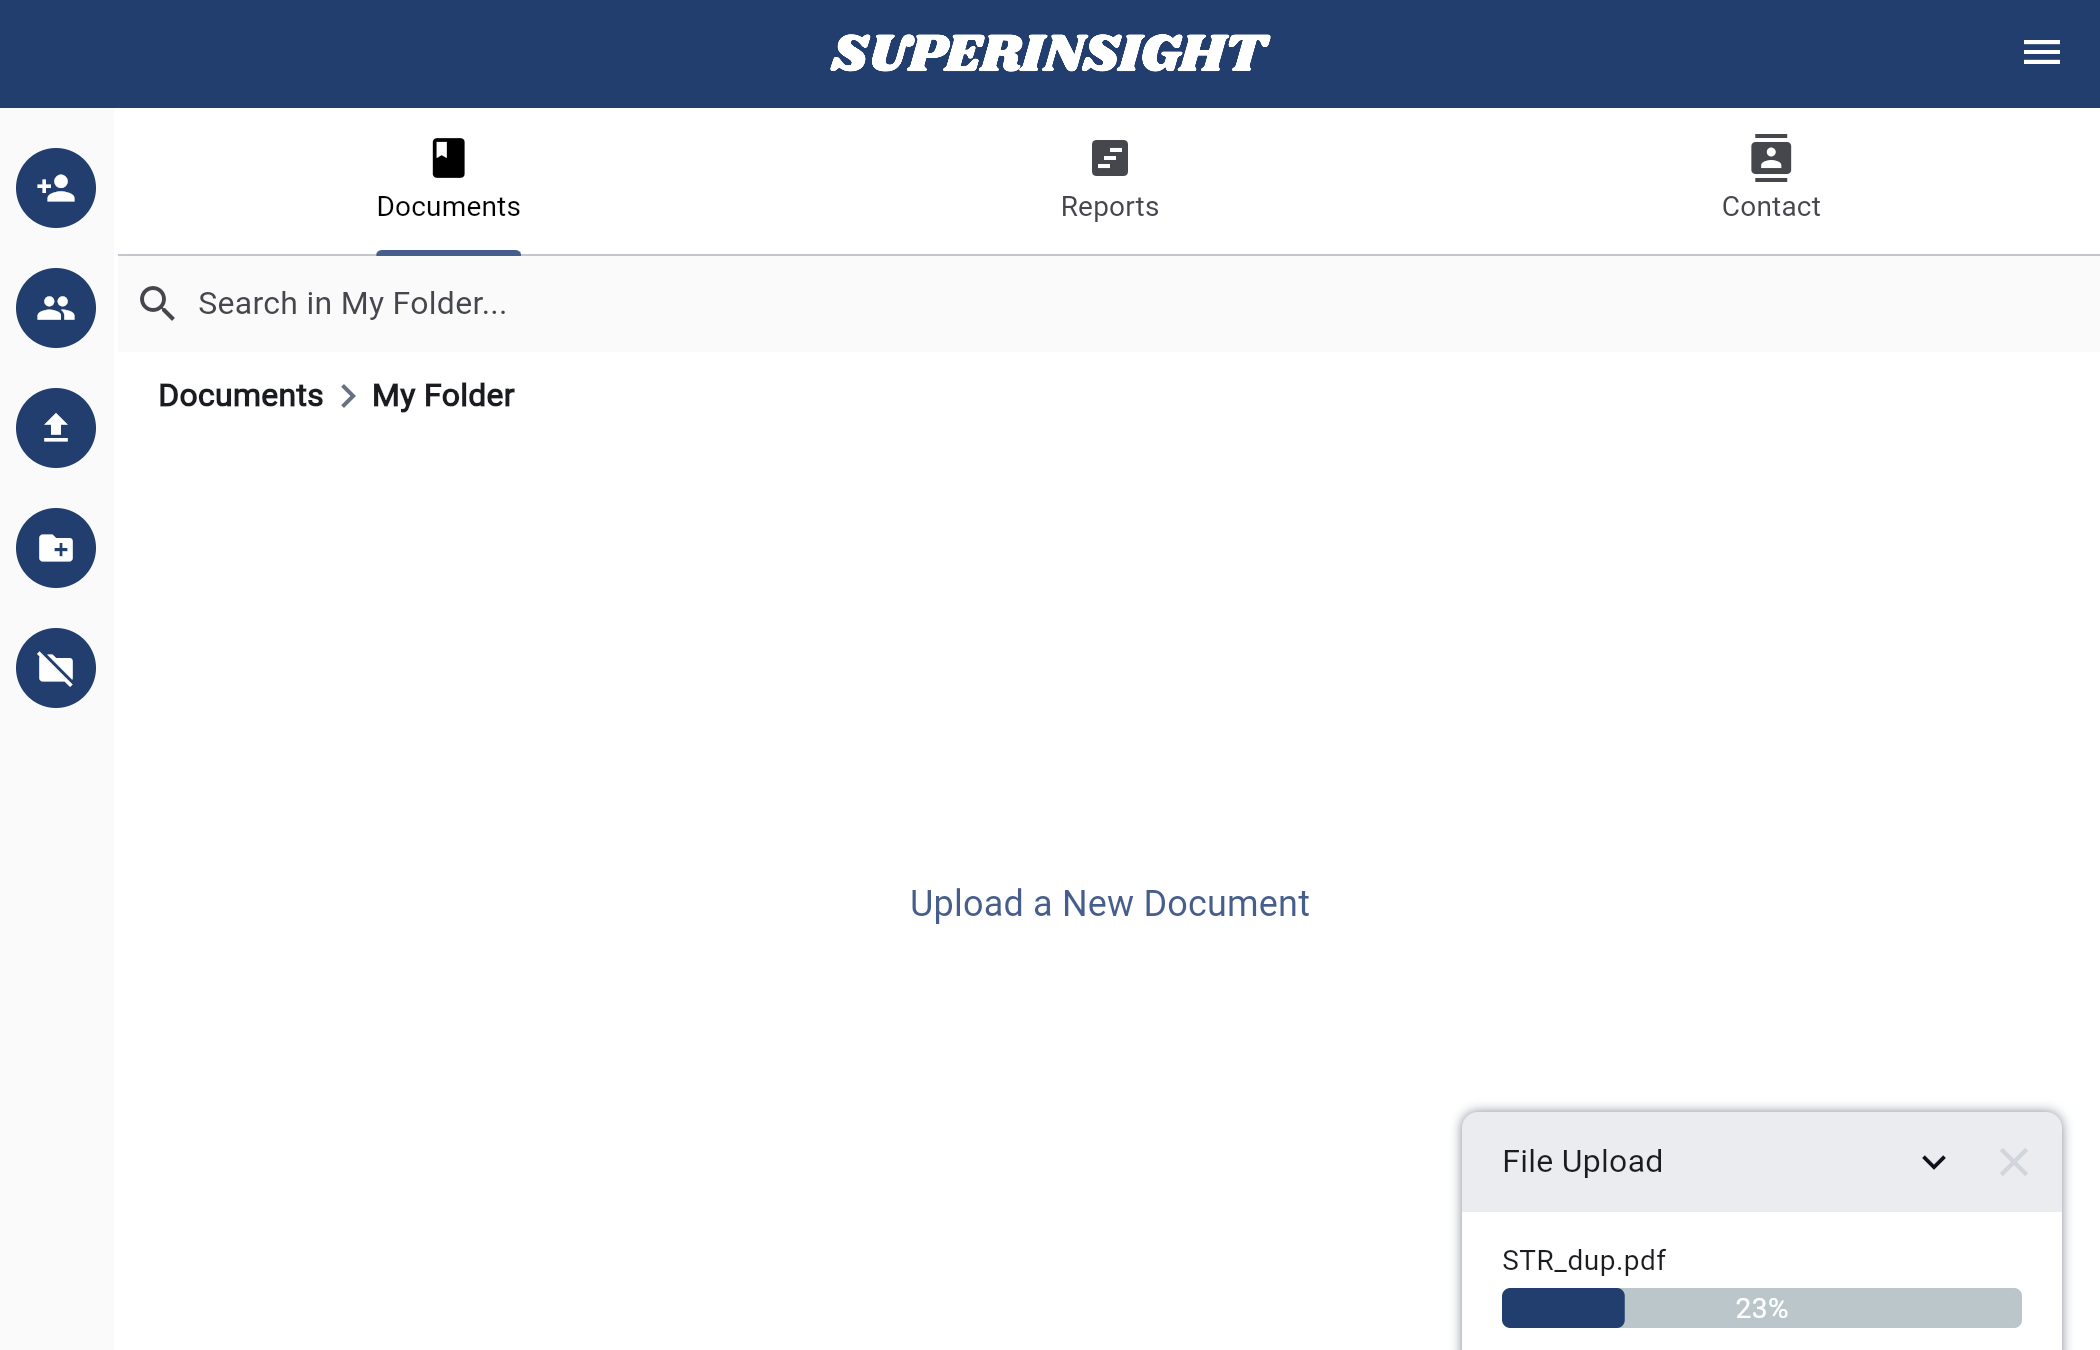 SUPERINSIGHT
Documents
Reports
Contact
Search in My Folder...
Documents > My Folder
Upload a New Document
File Upload
STR_dup.pdf
23%